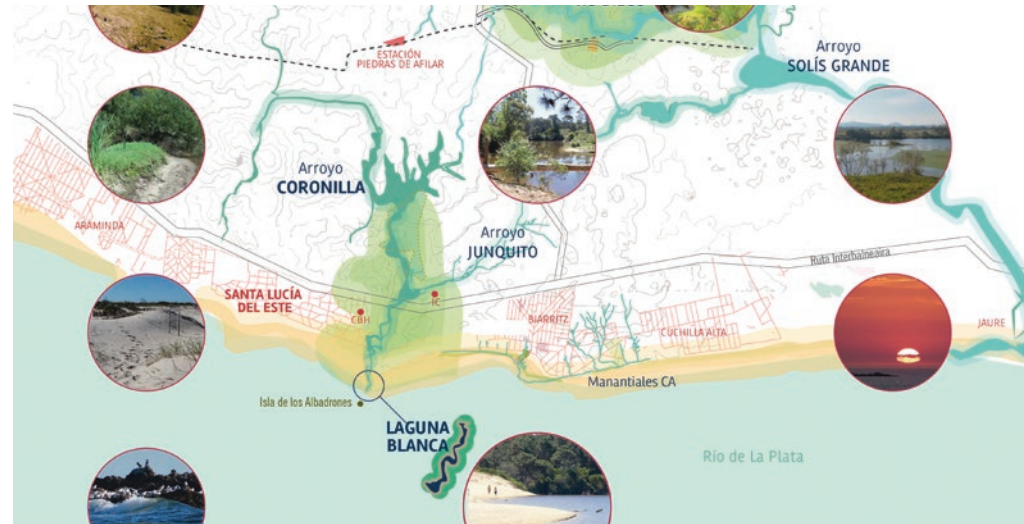 ESTACIÓN
PIEDRAS DE AFILAR
Arroyo
SOLÍS GRANDE
Arroyo
CORONILLA
Arroyo
JUNQUITO
ARAMINDA
Ruta Interbalneaira
SANTA LUCÍA
DEL ESTE
IC
CBH
BIARRITZ
CUCHILLA ALTA
JAURE
Manantiales CA
Isla de los Albadrones
LAGUNA
BLANCA
Río de La Plata